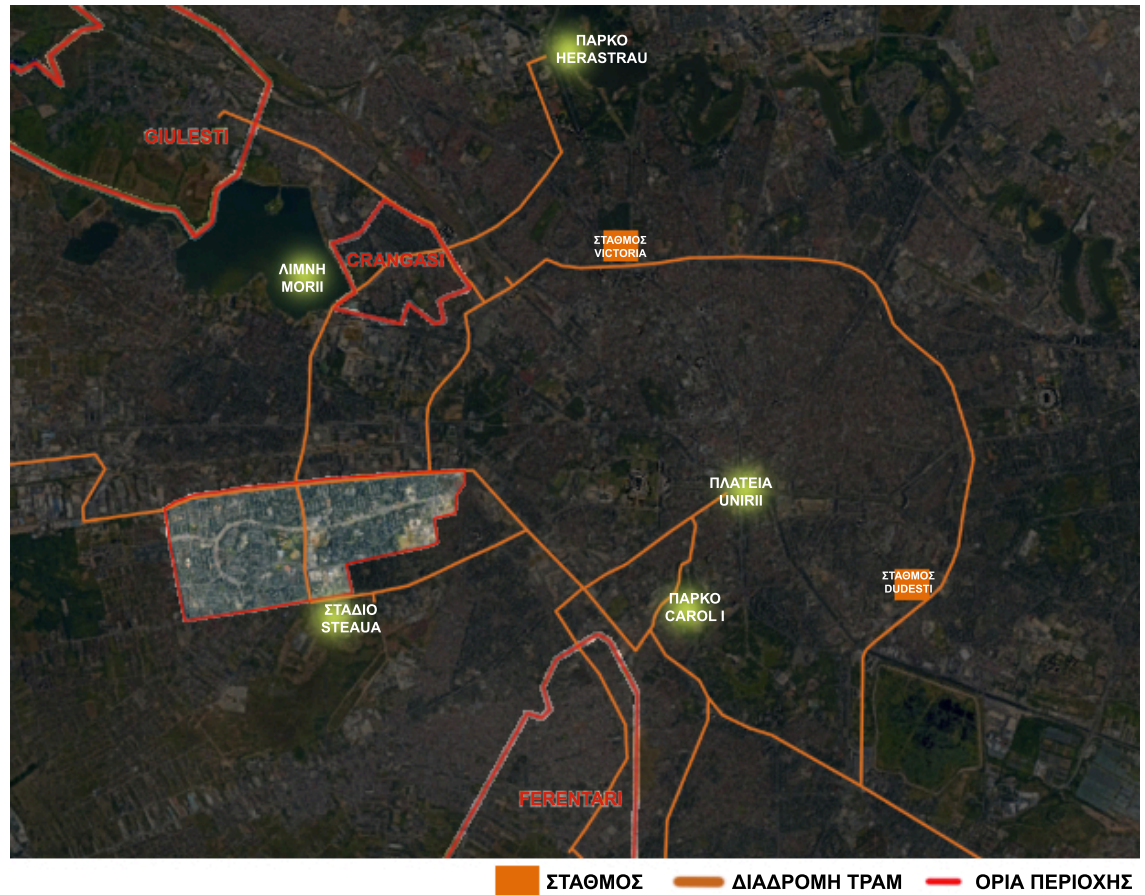 ΠΑΡΚΟ
HERASTRAU
GIULESTI
ΣΤΑΘΜΟΣ
VICTORIA
CRANGASI
ΛΙΜΝΗ
MORII
ΠΛΑΤΕΙΑ
UNIRII
ΣΤΑΘΜΟΣ
DUDESTI
ΠΑΡΚΟ
CAROL I
ΣΤΑΔΙΟ
STEAUA
FERENTARI
ΣΤΑΘΜΟΣ
ΔΙΑΔΡΟΜΗ ΤΡΑΜ
ΟΡΙΑ ΠΕΡΙΟΧΗΣ